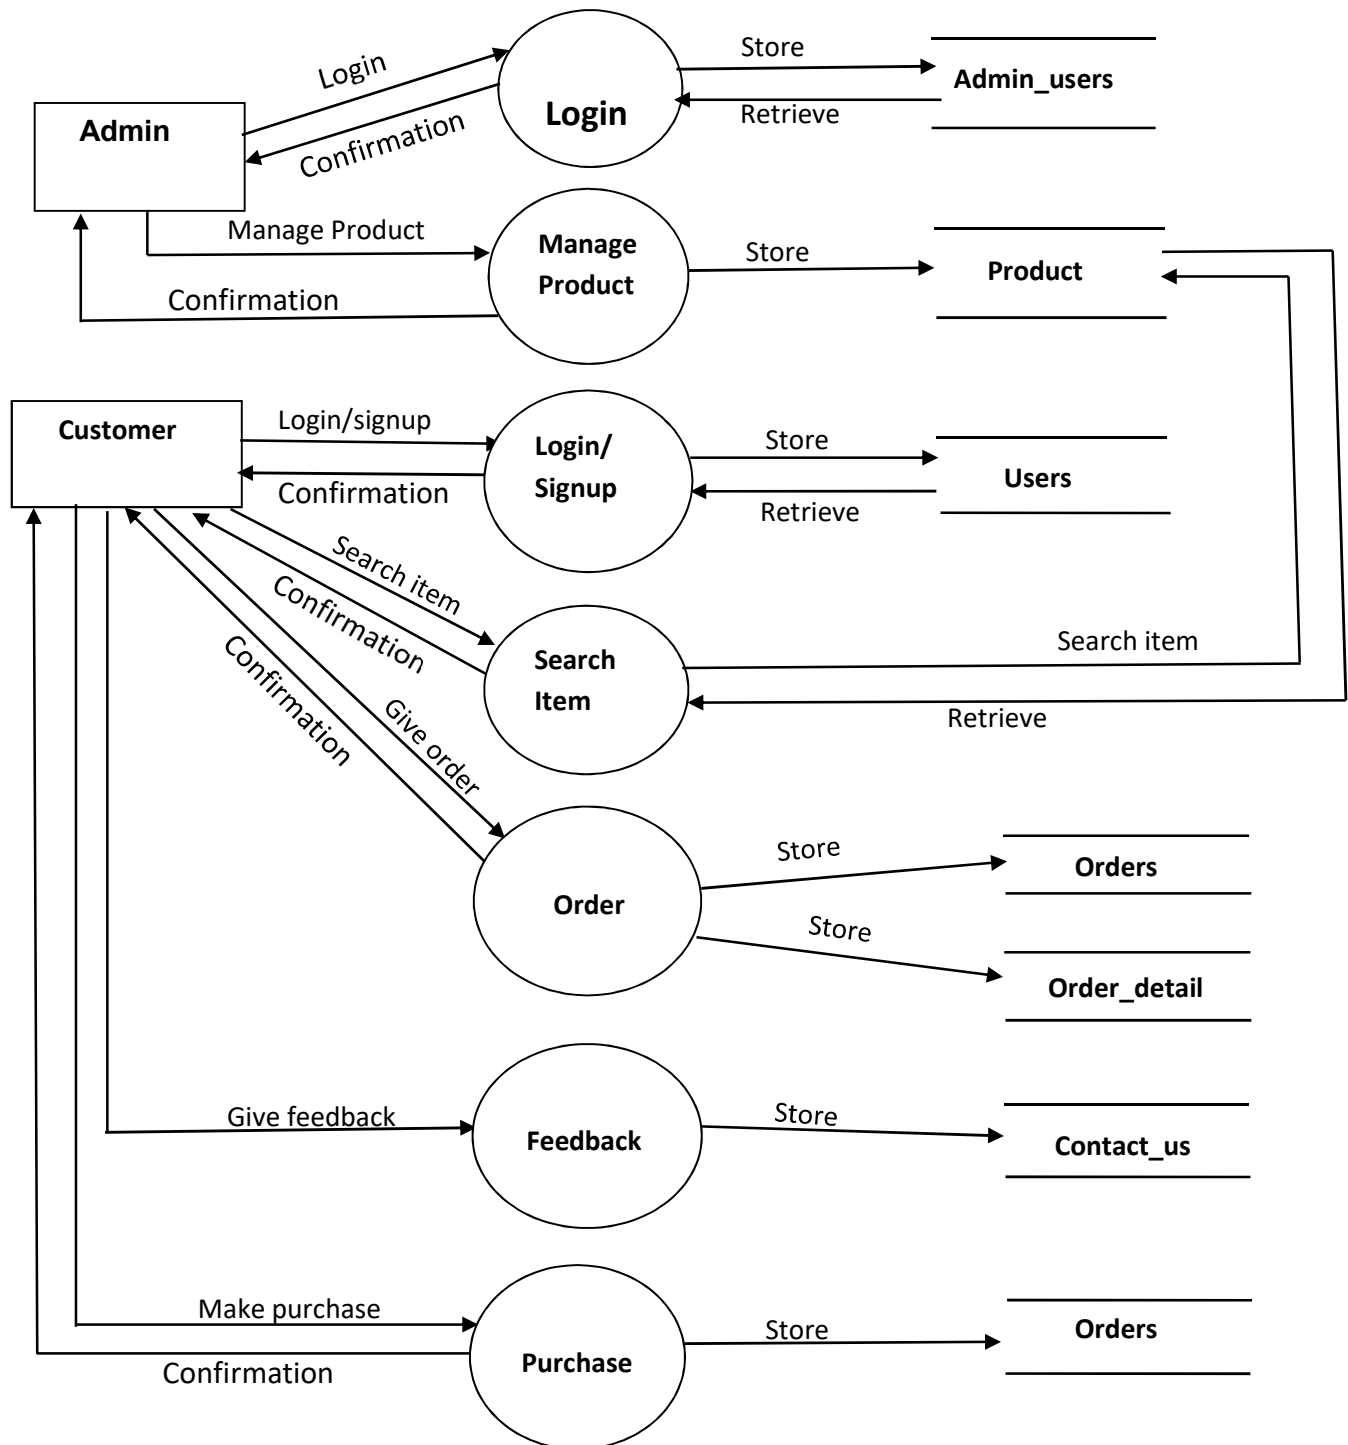 Login
Store
Admin_users
Admin
Login
Retrieve
Confirmation
Manage Product
Manage
Product
Store
Product
Confirmation
Customer
Login/signup
Login/
Signup
Store
Users
Confirmation
Retrieve
Search item
Confirmation
Search
Item
Search item
Confirmation
Retrieve
Give order
Store
Orders
Order
Store
Order_detail
Give feedback
Feedback
Store
Contact_us
Make purchase
Purchase
Store
Orders
Confirmation